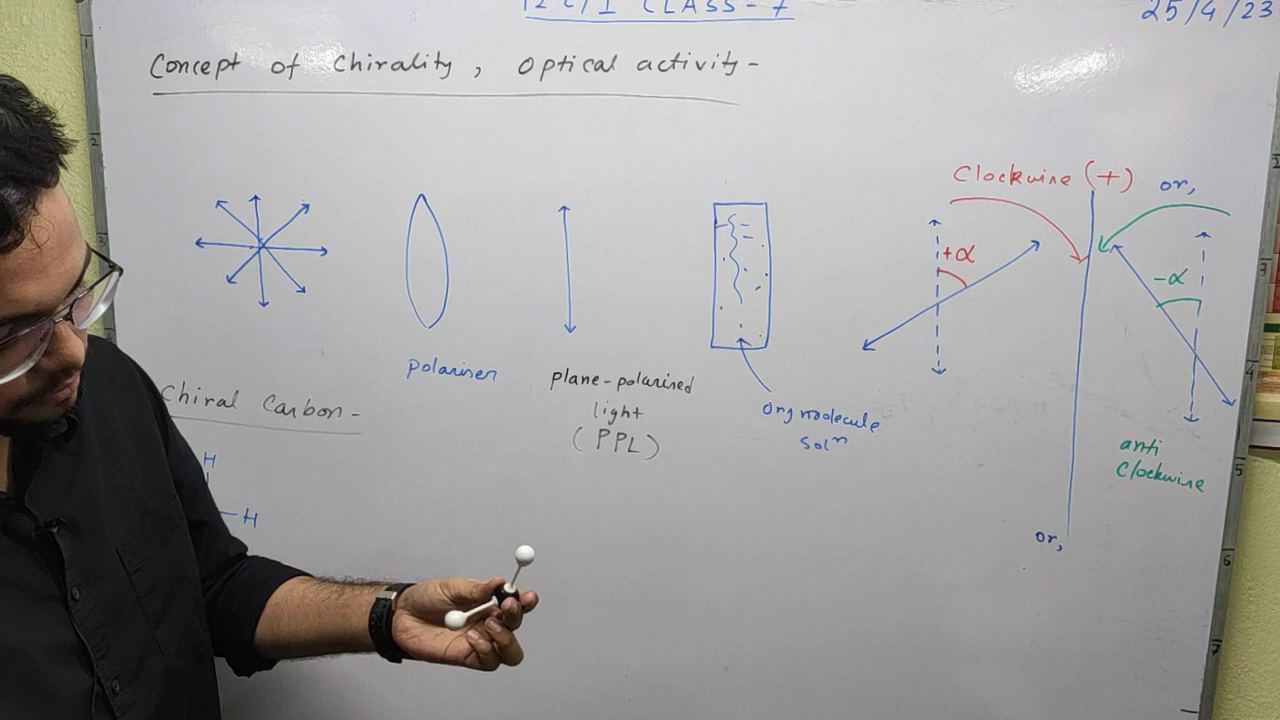 CLASS-7
25/4/23
Concept of Chirality, Optical activity-
Clockwise (+)
or,
+α
-α
polariser
plane-polarised
light
(PPL)
Org molecule
Solⁿ
Chiral Carbon-
H
H
anti
Clockwise
or,